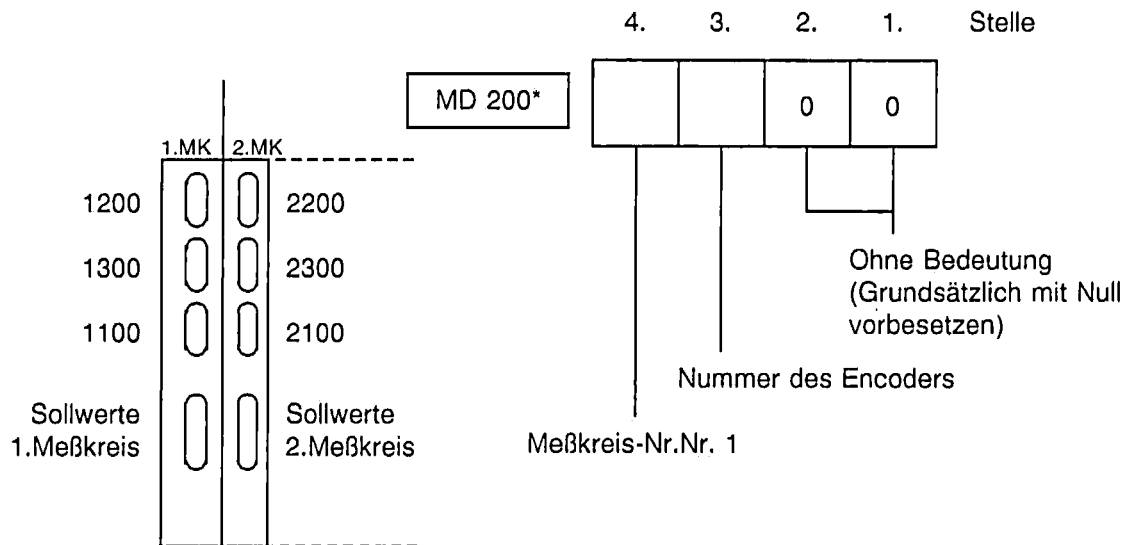 4. 3. 2. 1. Stelle
MD 200*
0 0
1.MK 2.MK
1200 2200
1300 2300
1100 2100
Ohne Bedeutung
(Grundsätzlich mit Null
vorbesetzen)
Nummer des Encoders
Meßkreis-Nr.Nr. 1
Sollwerte
1.Meßkreis
Sollwerte
2.Meßkreis